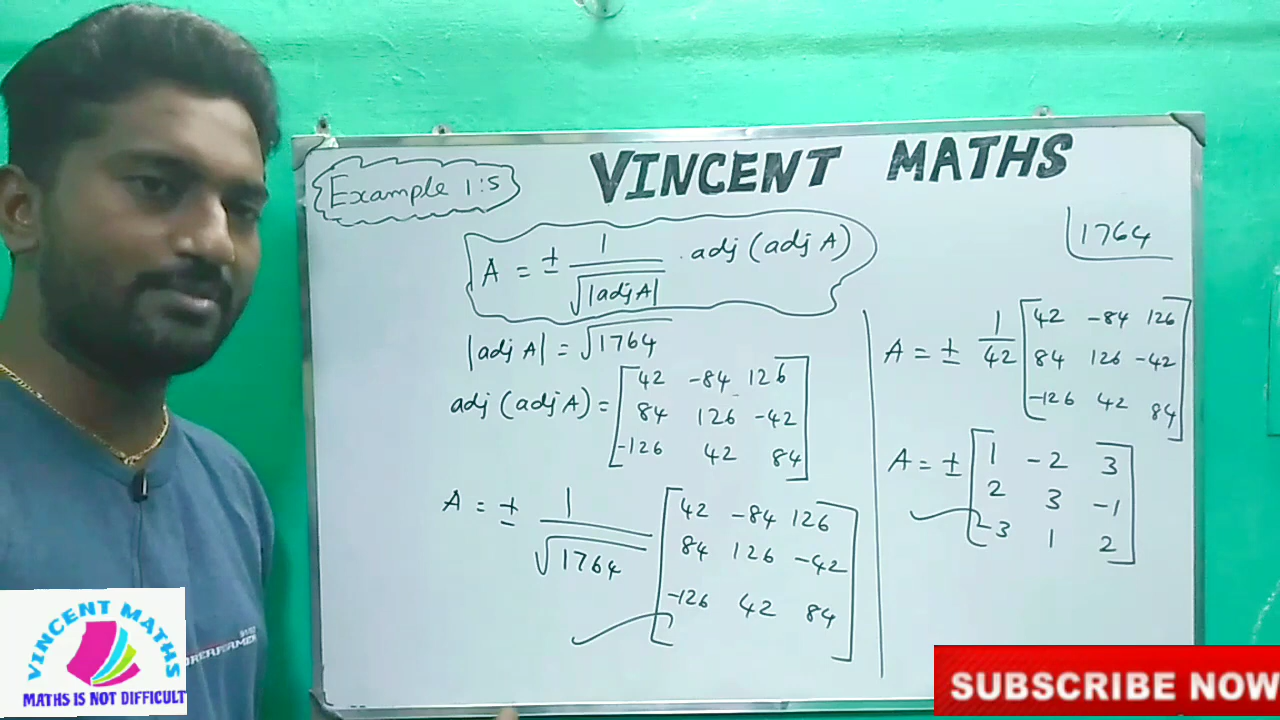 VINCENT MATHS
Example 1:5
A = ± 1/√|adj A| . adj (adj A)
|adj A| = √1764
adj (adj A) = [42 -84 126
84 126 -42
-126 42 84]
A = ± 1/√1764 [42 -84 126
84 126 -42
-126 42 84]
1764
A = ± 1/42 [42 -84 126
84 126 -42
-126 42 84]
A = ± [1 -2 3
2 3 -1
-3 1 2]
VINCENT MATHS
MATHS IS NOT DIFFICULT
SUBSCRIBE NOW